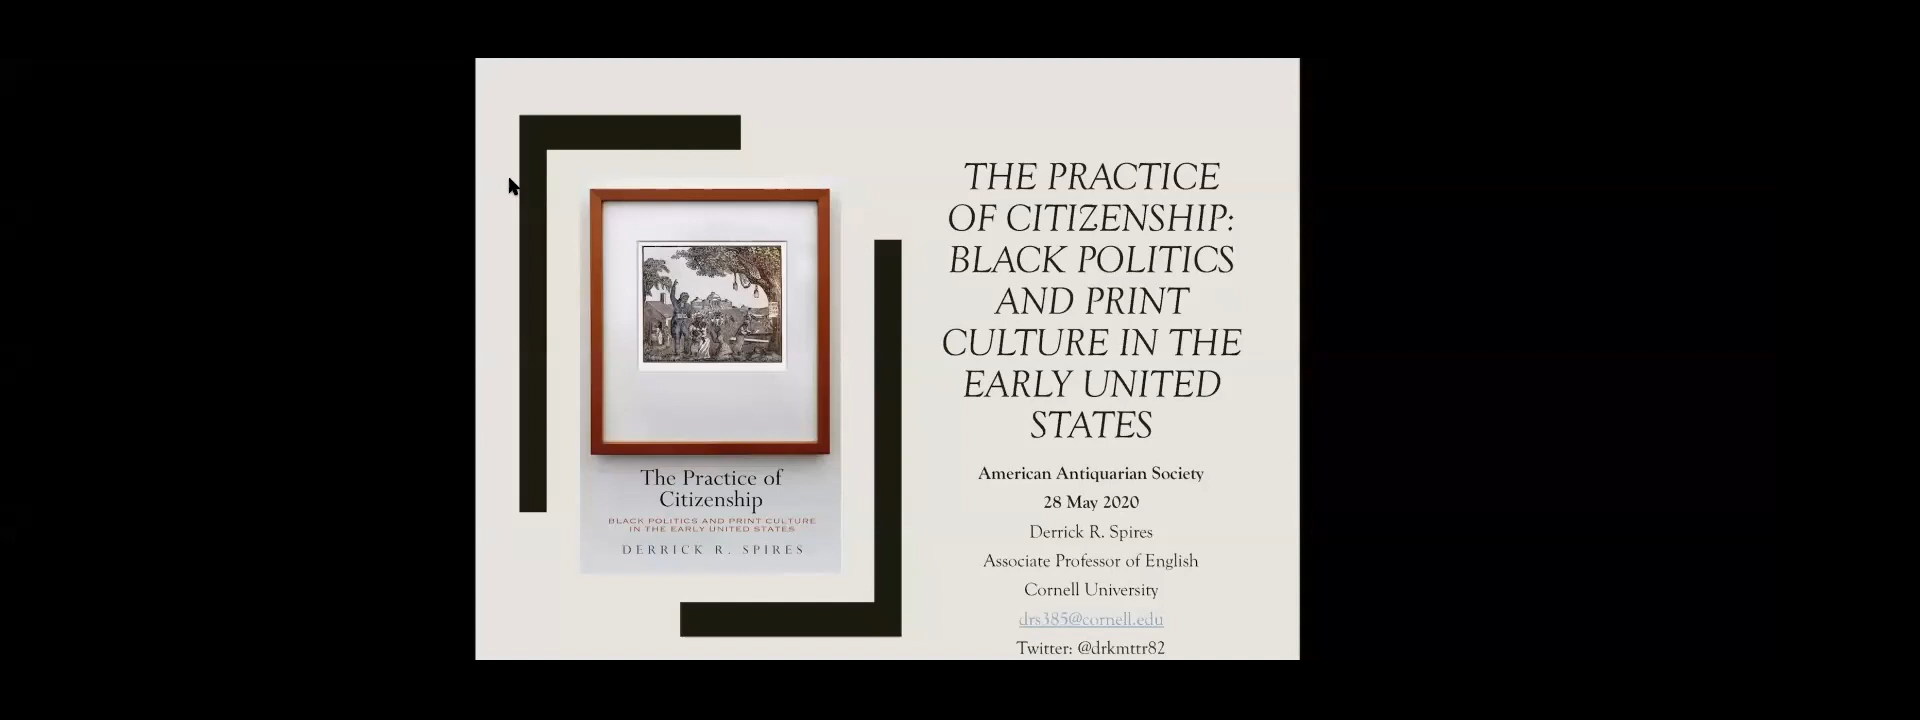 The Practice of
Citizenship
BLACK POLITICS AND PRINT CULTURE
IN THE EARLY UNITED STATES
DERRICK R. SPIRES
THE PRACTICE
OF CITIZENSHIP:
BLACK POLITICS
AND PRINT
CULTURE IN THE
EARLY UNITED
STATES
American Antiquarian Society
28 May 2020
Derrick R. Spires
Associate Professor of English
Cornell University
drs385@cornell.edu
Twitter: @drkmttr82